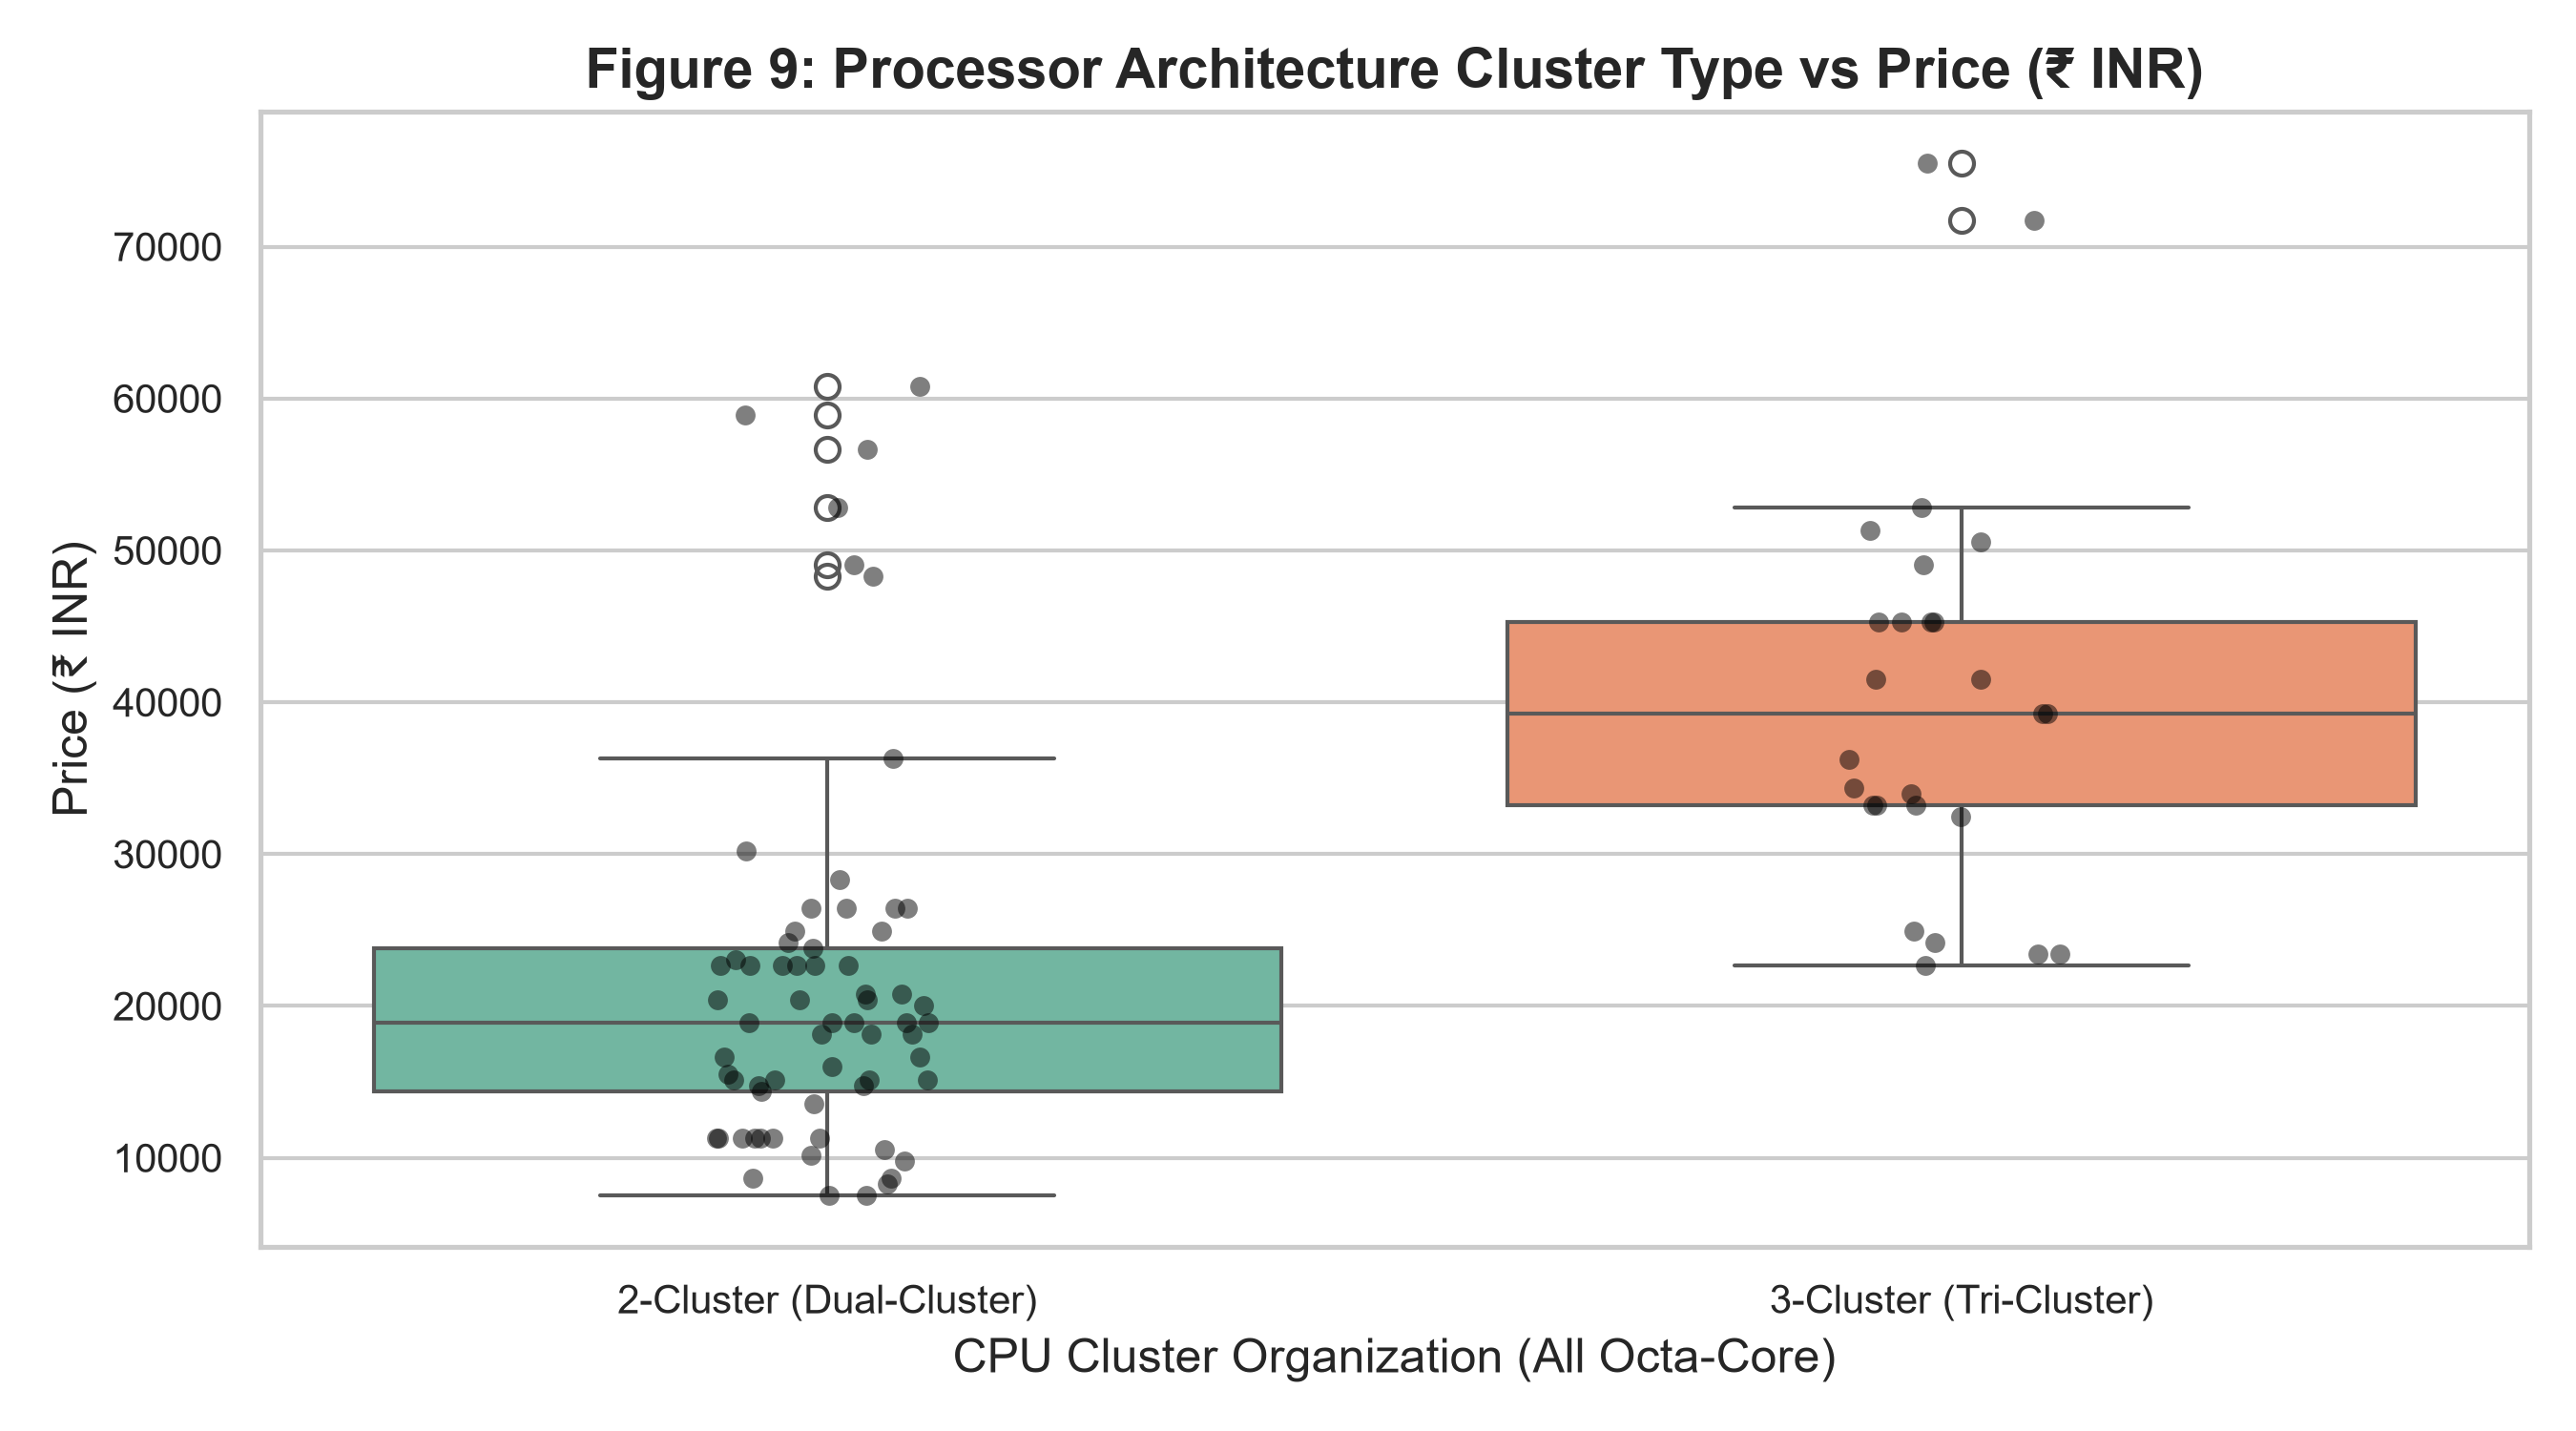 Figure 9: Processor Architecture Cluster Type vs Price (₹ INR)
Price (₹ INR)
70000
60000
50000
40000
30000
20000
10000
2-Cluster (Dual-Cluster)
3-Cluster (Tri-Cluster)
CPU Cluster Organization (All Octa-Core)